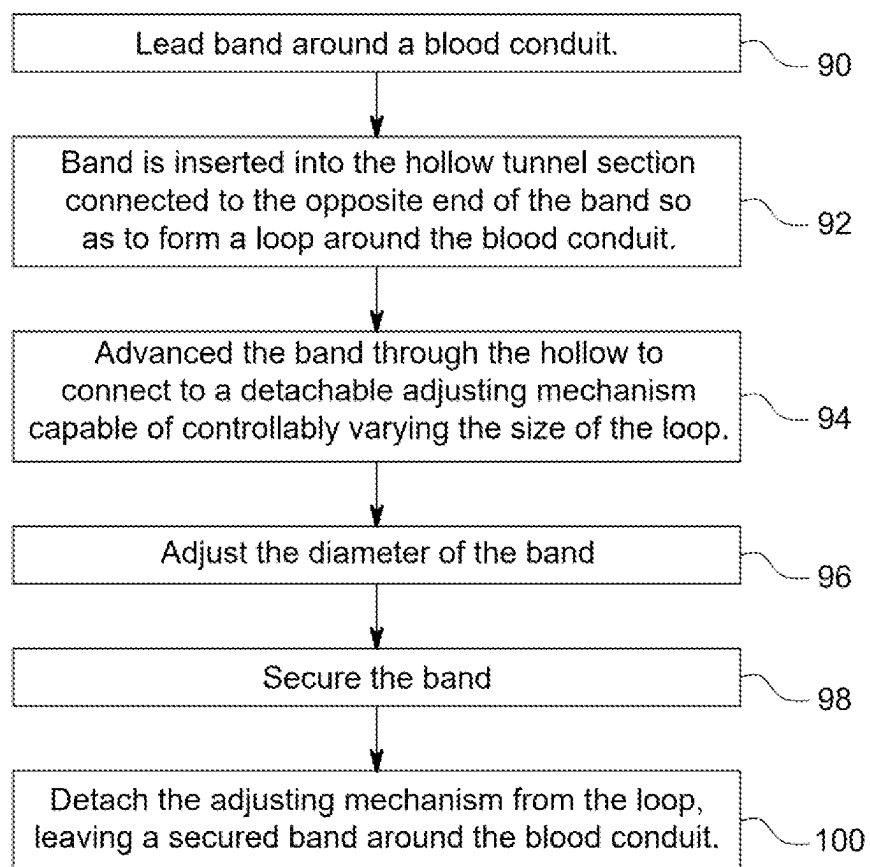 Lead band around a blood conduit.
90
Band is inserted into the hollow tunnel section
connected to the opposite end of the band so
as to form a loop around the blood conduit.
92
Advanced the band through the hollow to
connect to a detachable adjusting mechanism
capable of controllably varying the size of the loop.
94
Adjust the diameter of the band
96
Secure the band
98
Detach the adjusting mechanism from the loop,
leaving a secured band around the blood conduit.
100